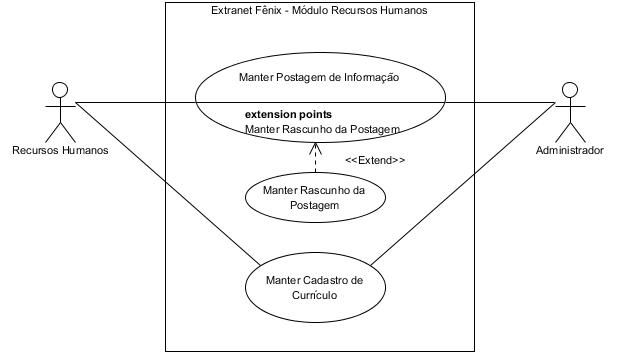 Extranet Fênix - Módulo Recursos Humanos
Manter Postagem de Informação
extension points
Manter Rascunho da Postagem
Recursos Humanos
Administrador
<<Extend>>
Manter Rascunho da
Postagem
Manter Cadastro de
Currículo